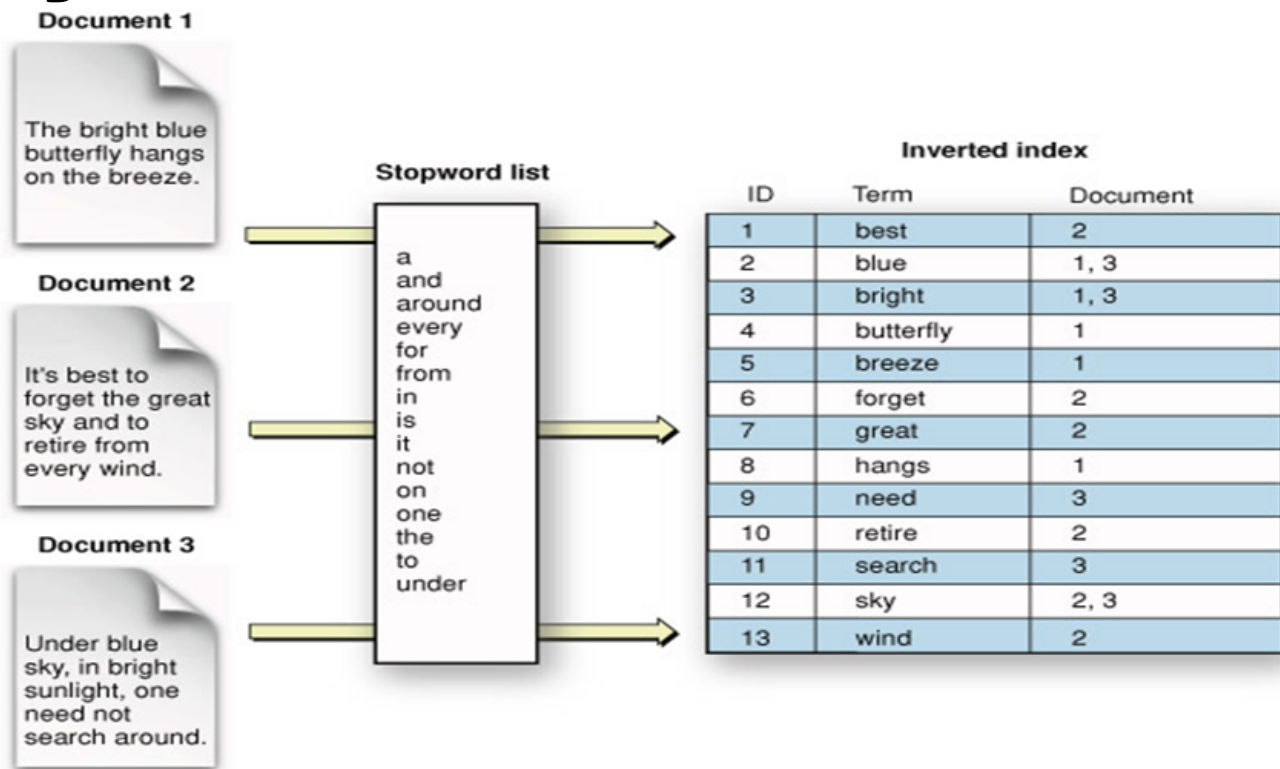 Document 1
The bright blue
butterfly hangs
on the breeze.
Document 2
It's best to
forget the great
sky and to
retire from
every wind.
Document 3
Under blue
sky, in bright
sunlight, one
need not
search around.
Stopword list
a
and
around
every
for
from
in
is
it
not
on
one
the
to
under
Inverted index
ID Term Document
1 best 2
2 blue 1, 3
3 bright 1, 3
4 butterfly 1
5 breeze 1
6 forget 2
7 great 2
8 hangs 1
9 need 3
10 retire 2
11 search 3
12 sky 2, 3
13 wind 2